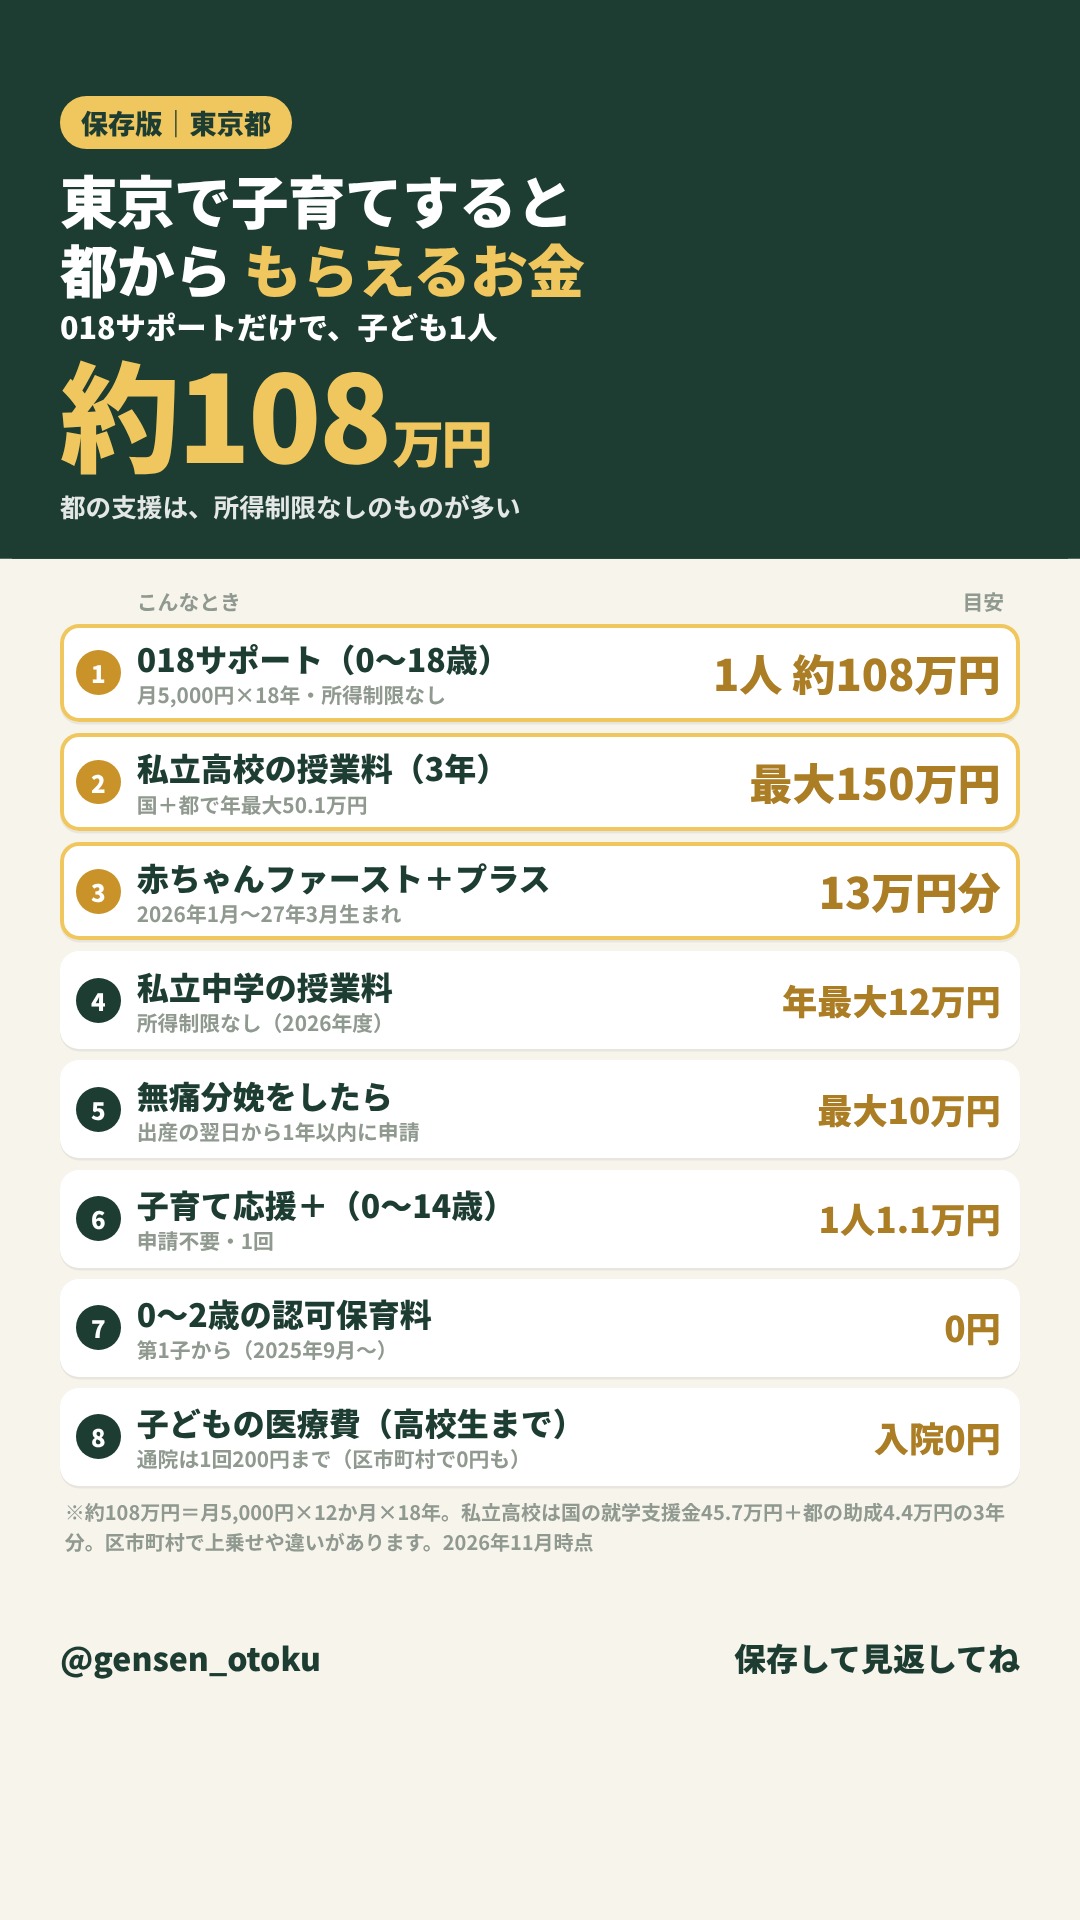 保存版｜東京都
東京で子育てすると
都から もらえるお金
018サポートだけで、子ども1人
約108万円
都の支援は、所得制限なしのものが多い
こんなとき 目安
1 018サポート（0〜18歳） 1人 約108万円
月5,000円×18年・所得制限なし
2 私立高校の授業料（3年） 最大150万円
国＋都で年最大50.1万円
3 赤ちゃんファースト＋プラス 13万円分
2026年1月〜27年3月生まれ
4 私立中学の授業料 年最大12万円
所得制限なし（2026年度）
5 無痛分娩をしたら 最大10万円
出産の翌日から1年以内に申請
6 子育て応援＋（0〜14歳） 1人1.1万円
申請不要・1回
7 0〜2歳の認可保育料 0円
第1子から（2025年9月〜）
8 子どもの医療費（高校生まで） 入院0円
通院は1回200円まで（区市町村で0円も）
※約108万円＝月5,000円×12か月×18年。私立高校は国の就学支援金45.7万円＋都の助成4.4万円の3年
分。区市町村で上乗せや違いがあります。2026年11月時点
@gensen_otoku 保存して見返してね